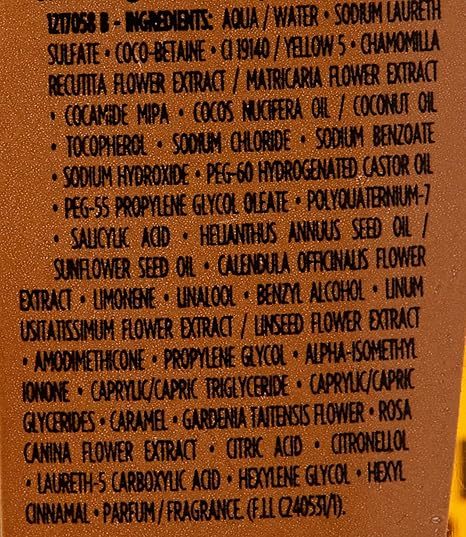 1217058 B - INGREDIENTS: AQUA / WATER • SODIUM LAURETH
SULFATE • COCO-BETAINE • CI 19140 / YELLOW 5 • CHAMOMILLA
RECUTITA FLOWER EXTRACT / MATRICARIA FLOWER EXTRACT
• COCAMIDE MIPA • COCOS NUCIFERA OIL / COCONUT OIL
• TOCOPHEROL • SODIUM CHLORIDE • SODIUM BENZOATE
• SODIUM HYDROXIDE • PEG-60 HYDROGENATED CASTOR OIL
• PEG-55 PROPYLENE GLYCOL OLEATE • POLYQUATERNIUM-7
• SALICYLIC ACID • HELIANTHUS ANNUUS SEED OIL /
SUNFLOWER SEED OIL • CALENDULA OFFICINALIS FLOWER
EXTRACT • LIMONENE • LINALOOL • BENZYL ALCOHOL • LINUM
USITATISSIMUM FLOWER EXTRACT / LINSEED FLOWER EXTRACT
• AMODIMETHICONE • PROPYLENE GLYCOL • ALPHA-ISOMETHYL
IONONE • CAPRYLIC/CAPRIC TRIGLYCERIDE • CAPRYLIC/CAPRIC
GLYCERIDES • CARAMEL • GARDENIA TAITENSIS FLOWER • ROSA
CANINA FLOWER EXTRACT • CITRIC ACID • CITRONELLOL
• LAURETH-5 CARBOXYLIC ACID • HEXYLENE GLYCOL • HEXYL
CINNAMAL • PARFUM / FRAGRANCE. (F.I.L C240531/1).